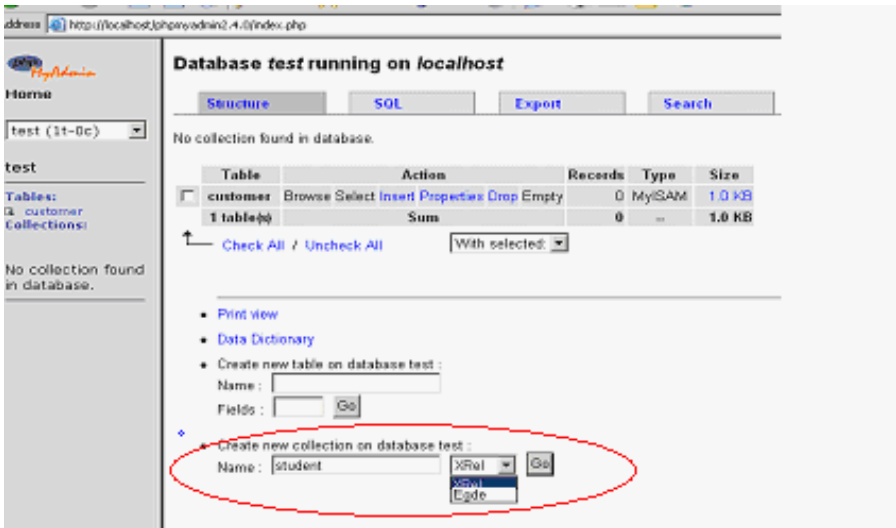 ddress http://localhost/phpmyadmin2.4.0/index.php
php
MyAdmin
Home
test (1t-0c)
test
Tables:
customer
Collections:
No collection found
in database.
Database test running on localhost
Structure SQL Export Search
No collection found in database.
Table Action Records Type Size
customer Browse Select Insert Properties Drop Empty 0 MyISAM 1.0 KB
1 table(s) Sum 0 -- 1.0 KB
Check All / Uncheck All With selected:
Print view
Data Dictionary
Create new table on database test :
Name :
Fields : Go
Create new collection on database test :
Name : student XRel Go
XRel
Egde